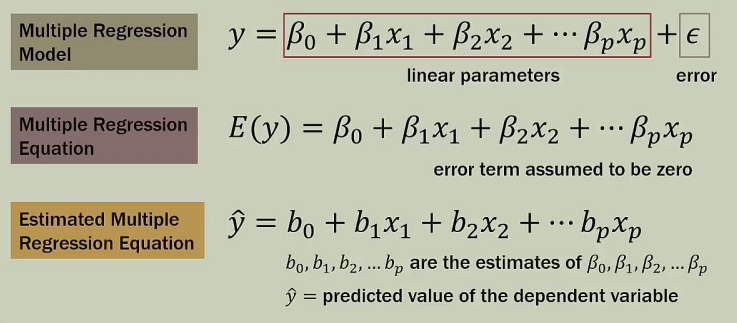 Multiple Regression
Model
y = β₀ + β₁x₁ + β₂x₂ + ⋯ βₚxₚ + ϵ
linear parameters error
Multiple Regression
Equation
E(y) = β₀ + β₁x₁ + β₂x₂ + ⋯ βₚxₚ
error term assumed to be zero
Estimated Multiple
Regression Equation
ŷ = b₀ + b₁x₁ + b₂x₂ + ⋯ bₚxₚ
b₀, b₁, b₂, … bₚ are the estimates of β₀, β₁, β₂, … βₚ
ŷ = predicted value of the dependent variable